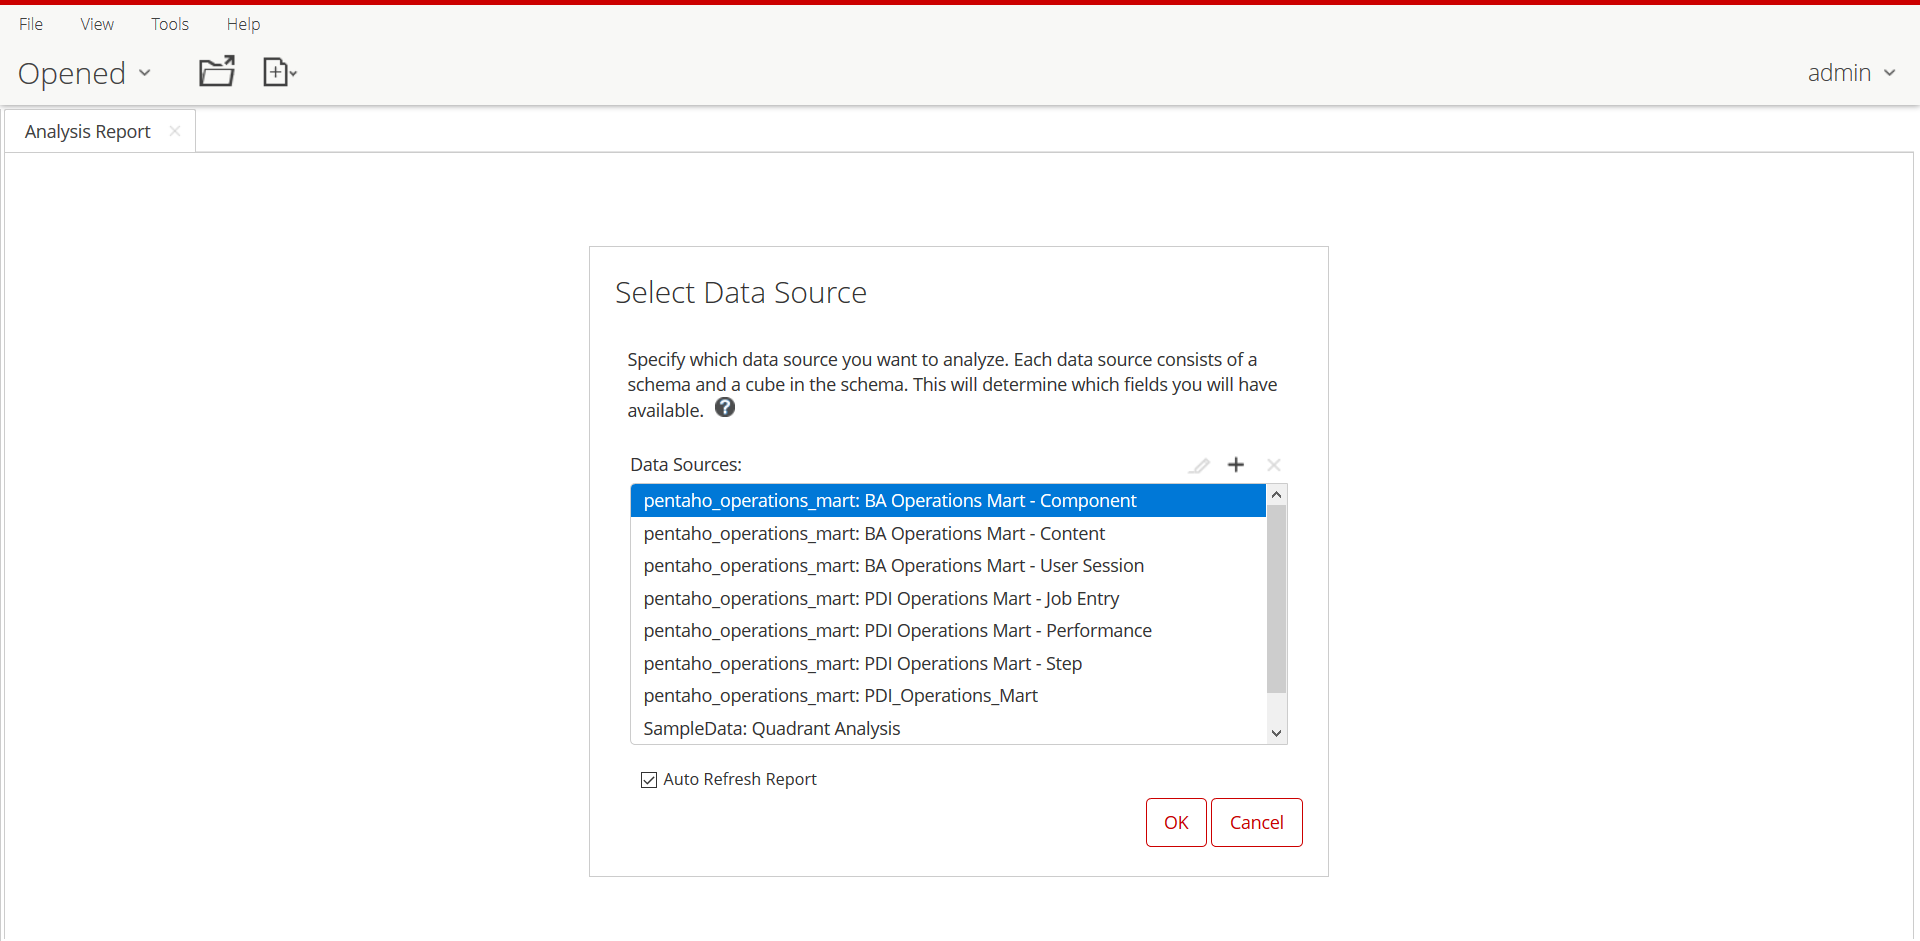 File View Tools Help
Opened
admin
Analysis Report
Select Data Source
Specify which data source you want to analyze. Each data source consists of a
schema and a cube in the schema. This will determine which fields you will have
available.
Data Sources:
pentaho_operations_mart: BA Operations Mart - Component
pentaho_operations_mart: BA Operations Mart - Content
pentaho_operations_mart: BA Operations Mart - User Session
pentaho_operations_mart: PDI Operations Mart - Job Entry
pentaho_operations_mart: PDI Operations Mart - Performance
pentaho_operations_mart: PDI Operations Mart - Step
pentaho_operations_mart: PDI_Operations_Mart
SampleData: Quadrant Analysis
Auto Refresh Report
OK Cancel